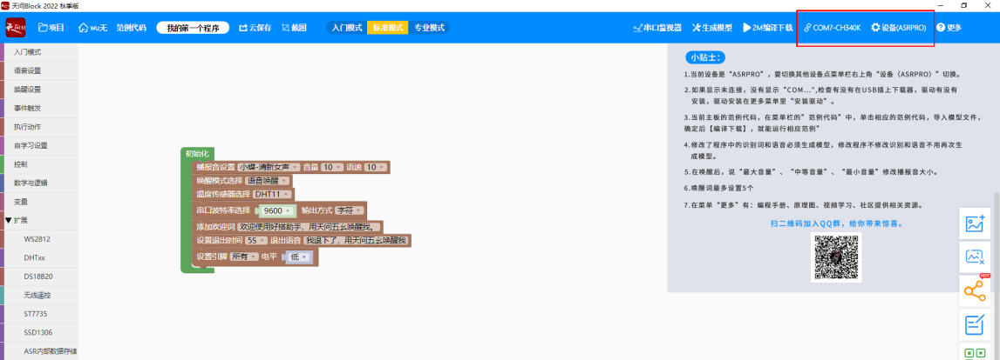 天问Block 2022 秋季版
项目 wu无 范例代码 我的第一个程序 云保存 截图 入门模式 标准模式 专业模式 串口监视器 生成模型 2M编译下载 COM7-CH340K 设备(ASRPRO) 更多
入门模式
语音设置
唤醒设置
事件触发
执行动作
自学习设置
控制
数学与逻辑
变量
扩展
WS2812
DHTxx
DS18B20
无线遥控
ST7735
SSD1306
ASR内部数据存储
初始化
播报音设置 小蝶-清新女声 音量 10 语速 10
唤醒模式选择 语音唤醒
温度传感器选择 DHT11
串口波特率选择 9600 输出方式 字符
添加欢迎词 欢迎使用好搭助手，用天问五幺唤醒我。
设置退出时间 5S 退出语音 我退下了，用天问五幺唤醒我
设置引脚 所有 电平 低
小贴士：
1.当前设备是“ASRPRO”，要切换其他设备点菜单栏右上角“设备（ASRPRO）”切换。
2.如果显示未连接，没有显示“COM...”,检查有没有在USB插上下载器，驱动有没有
安装，驱动安装在更多菜单里“安装驱动”。
3.当前主板的范例代码，在菜单栏的”范例代码”中，单击相应的范例代码，导入模型文件，
确定后【编译下载】，就能运行相应范例”
4.修改了程序中的识别词和语音必须生成模型，修改程序不修改识别和语音不用再次生
成模型。
5.在唤醒后，说“最大音量”、“中等音量”、“最小音量”修改播报音大小。
6.唤醒词最多设置5个
7.在菜单“更多”有：编程手册、原理图、视频学习、社区提供相关资源。
扫二维码加入QQ群，给你带来惊喜。
HOT